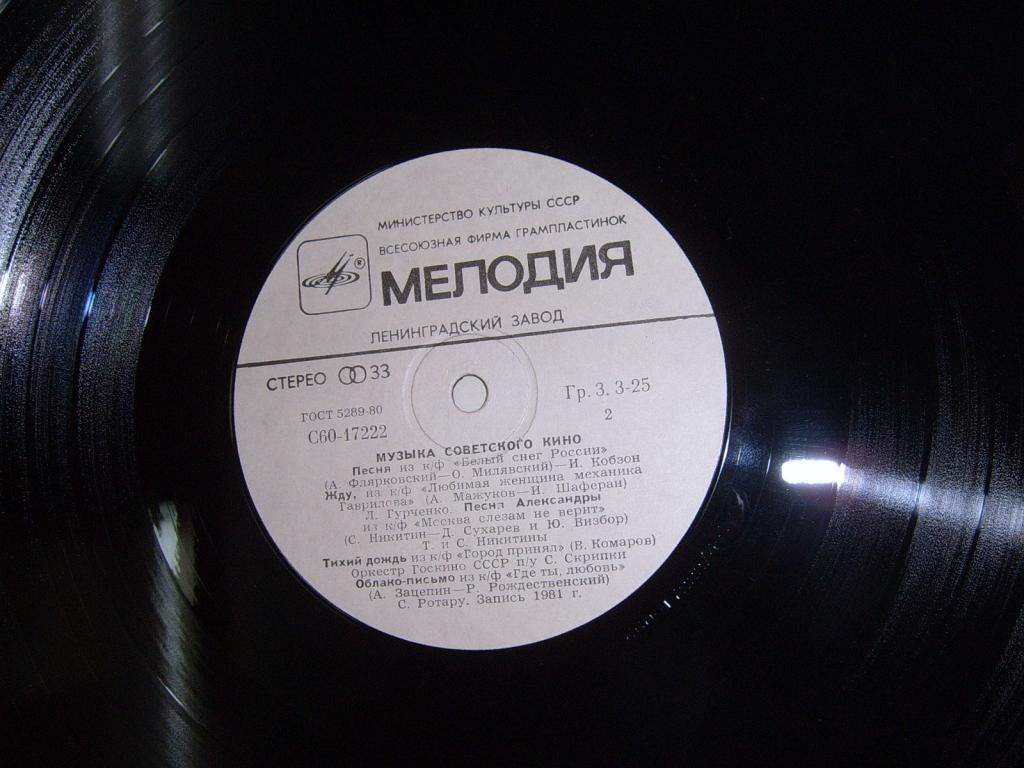 МИНИСТЕРСТВО КУЛЬТУРЫ СССР
ВСЕСОЮЗНАЯ ФИРМА ГРАМПЛАСТИНОК
®
МЕЛОДИЯ
ЛЕНИНГРАДСКИЙ ЗАВОД
СТЕРЕО 33
ГОСТ 5289-80
С60-17222
Гр. 3. 3-25
2
МУЗЫКА СОВЕТСКОГО КИНО
Песня из к/ф «Белый снег России»
(А. Флярковский—О. Милявский)—И. Кобзон
Жду, из к/ф «Любимая женщина механика
Гаврилова» (А. Мажуков—И. Шаферан)
Л. Гурченко. Песня Александры
из к/ф «Москва слезам не верит»
(С. Никитин—Д. Сухарев и Ю. Визбор)
Т. и С. Никитины
Тихий дождь из к/ф «Город принял» (В. Комаров)
Оркестр Госкино СССР п/у С. Скрипки
Облако-письмо из к/ф «Где ты, любовь»
(А. Зацепин—Р. Рождественский)
С. Ротару. Запись 1981 г.